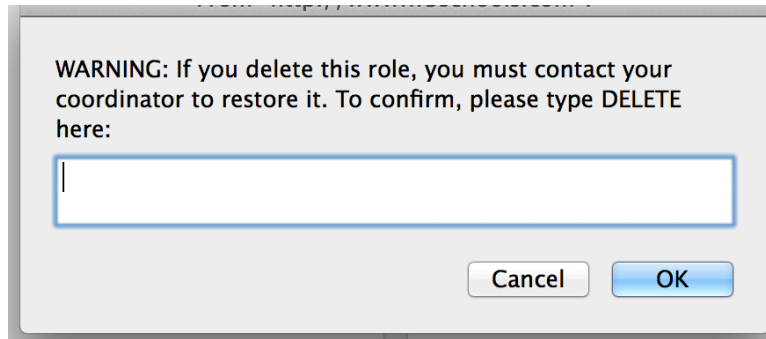 WARNING: If you delete this role, you must contact your
coordinator to restore it. To confirm, please type DELETE
here:
Cancel OK